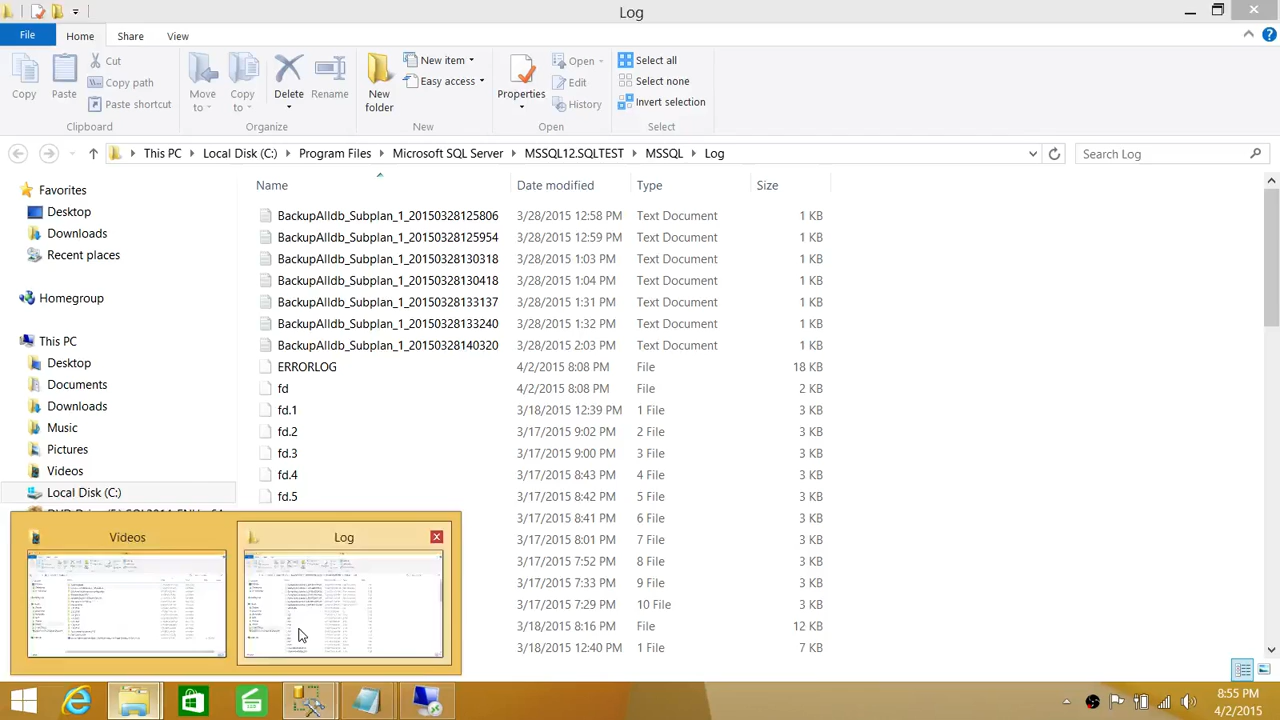 Log
File Home Share View
Copy Paste Cut Copy path Paste shortcut
Move to Copy to Delete Rename
New folder New item Easy access
Properties Open Edit History
Select all Select none Invert selection
Clipboard Organize New Open Select
This PC Local Disk (C:) Program Files Microsoft SQL Server MSSQL12.SQLTEST MSSQL Log Search Log
Name Date modified Type Size
Favorites
Desktop
Downloads
Recent places
Homegroup
This PC
Desktop
Documents
Downloads
Music
Pictures
Videos
Local Disk (C:)
BackupAlldb_Subplan_1_20150328125806 3/28/2015 12:58 PM Text Document 1 KB
BackupAlldb_Subplan_1_20150328125954 3/28/2015 12:59 PM Text Document 1 KB
BackupAlldb_Subplan_1_20150328130318 3/28/2015 1:03 PM Text Document 1 KB
BackupAlldb_Subplan_1_20150328130418 3/28/2015 1:04 PM Text Document 1 KB
BackupAlldb_Subplan_1_20150328133137 3/28/2015 1:31 PM Text Document 1 KB
BackupAlldb_Subplan_1_20150328133240 3/28/2015 1:32 PM Text Document 1 KB
BackupAlldb_Subplan_1_20150328140320 3/28/2015 2:03 PM Text Document 1 KB
ERRORLOG 4/2/2015 8:08 PM File 18 KB
fd 4/2/2015 8:08 PM File 2 KB
fd.1 3/18/2015 12:39 PM 1 File 3 KB
fd.2 3/17/2015 9:02 PM 2 File 3 KB
fd.3 3/17/2015 9:00 PM 3 File 3 KB
fd.4 3/17/2015 8:43 PM 4 File 3 KB
fd.5 3/17/2015 8:42 PM 5 File 3 KB
3/17/2015 8:41 PM 6 File 3 KB
3/17/2015 8:01 PM 7 File 3 KB
3/17/2015 7:52 PM 8 File 3 KB
3/17/2015 7:33 PM 9 File 3 KB
3/17/2015 7:29 PM 10 File 3 KB
3/18/2015 8:16 PM File 12 KB
3/18/2015 12:40 PM 1 File 7 KB
Videos Log
8:55 PM
4/2/2015